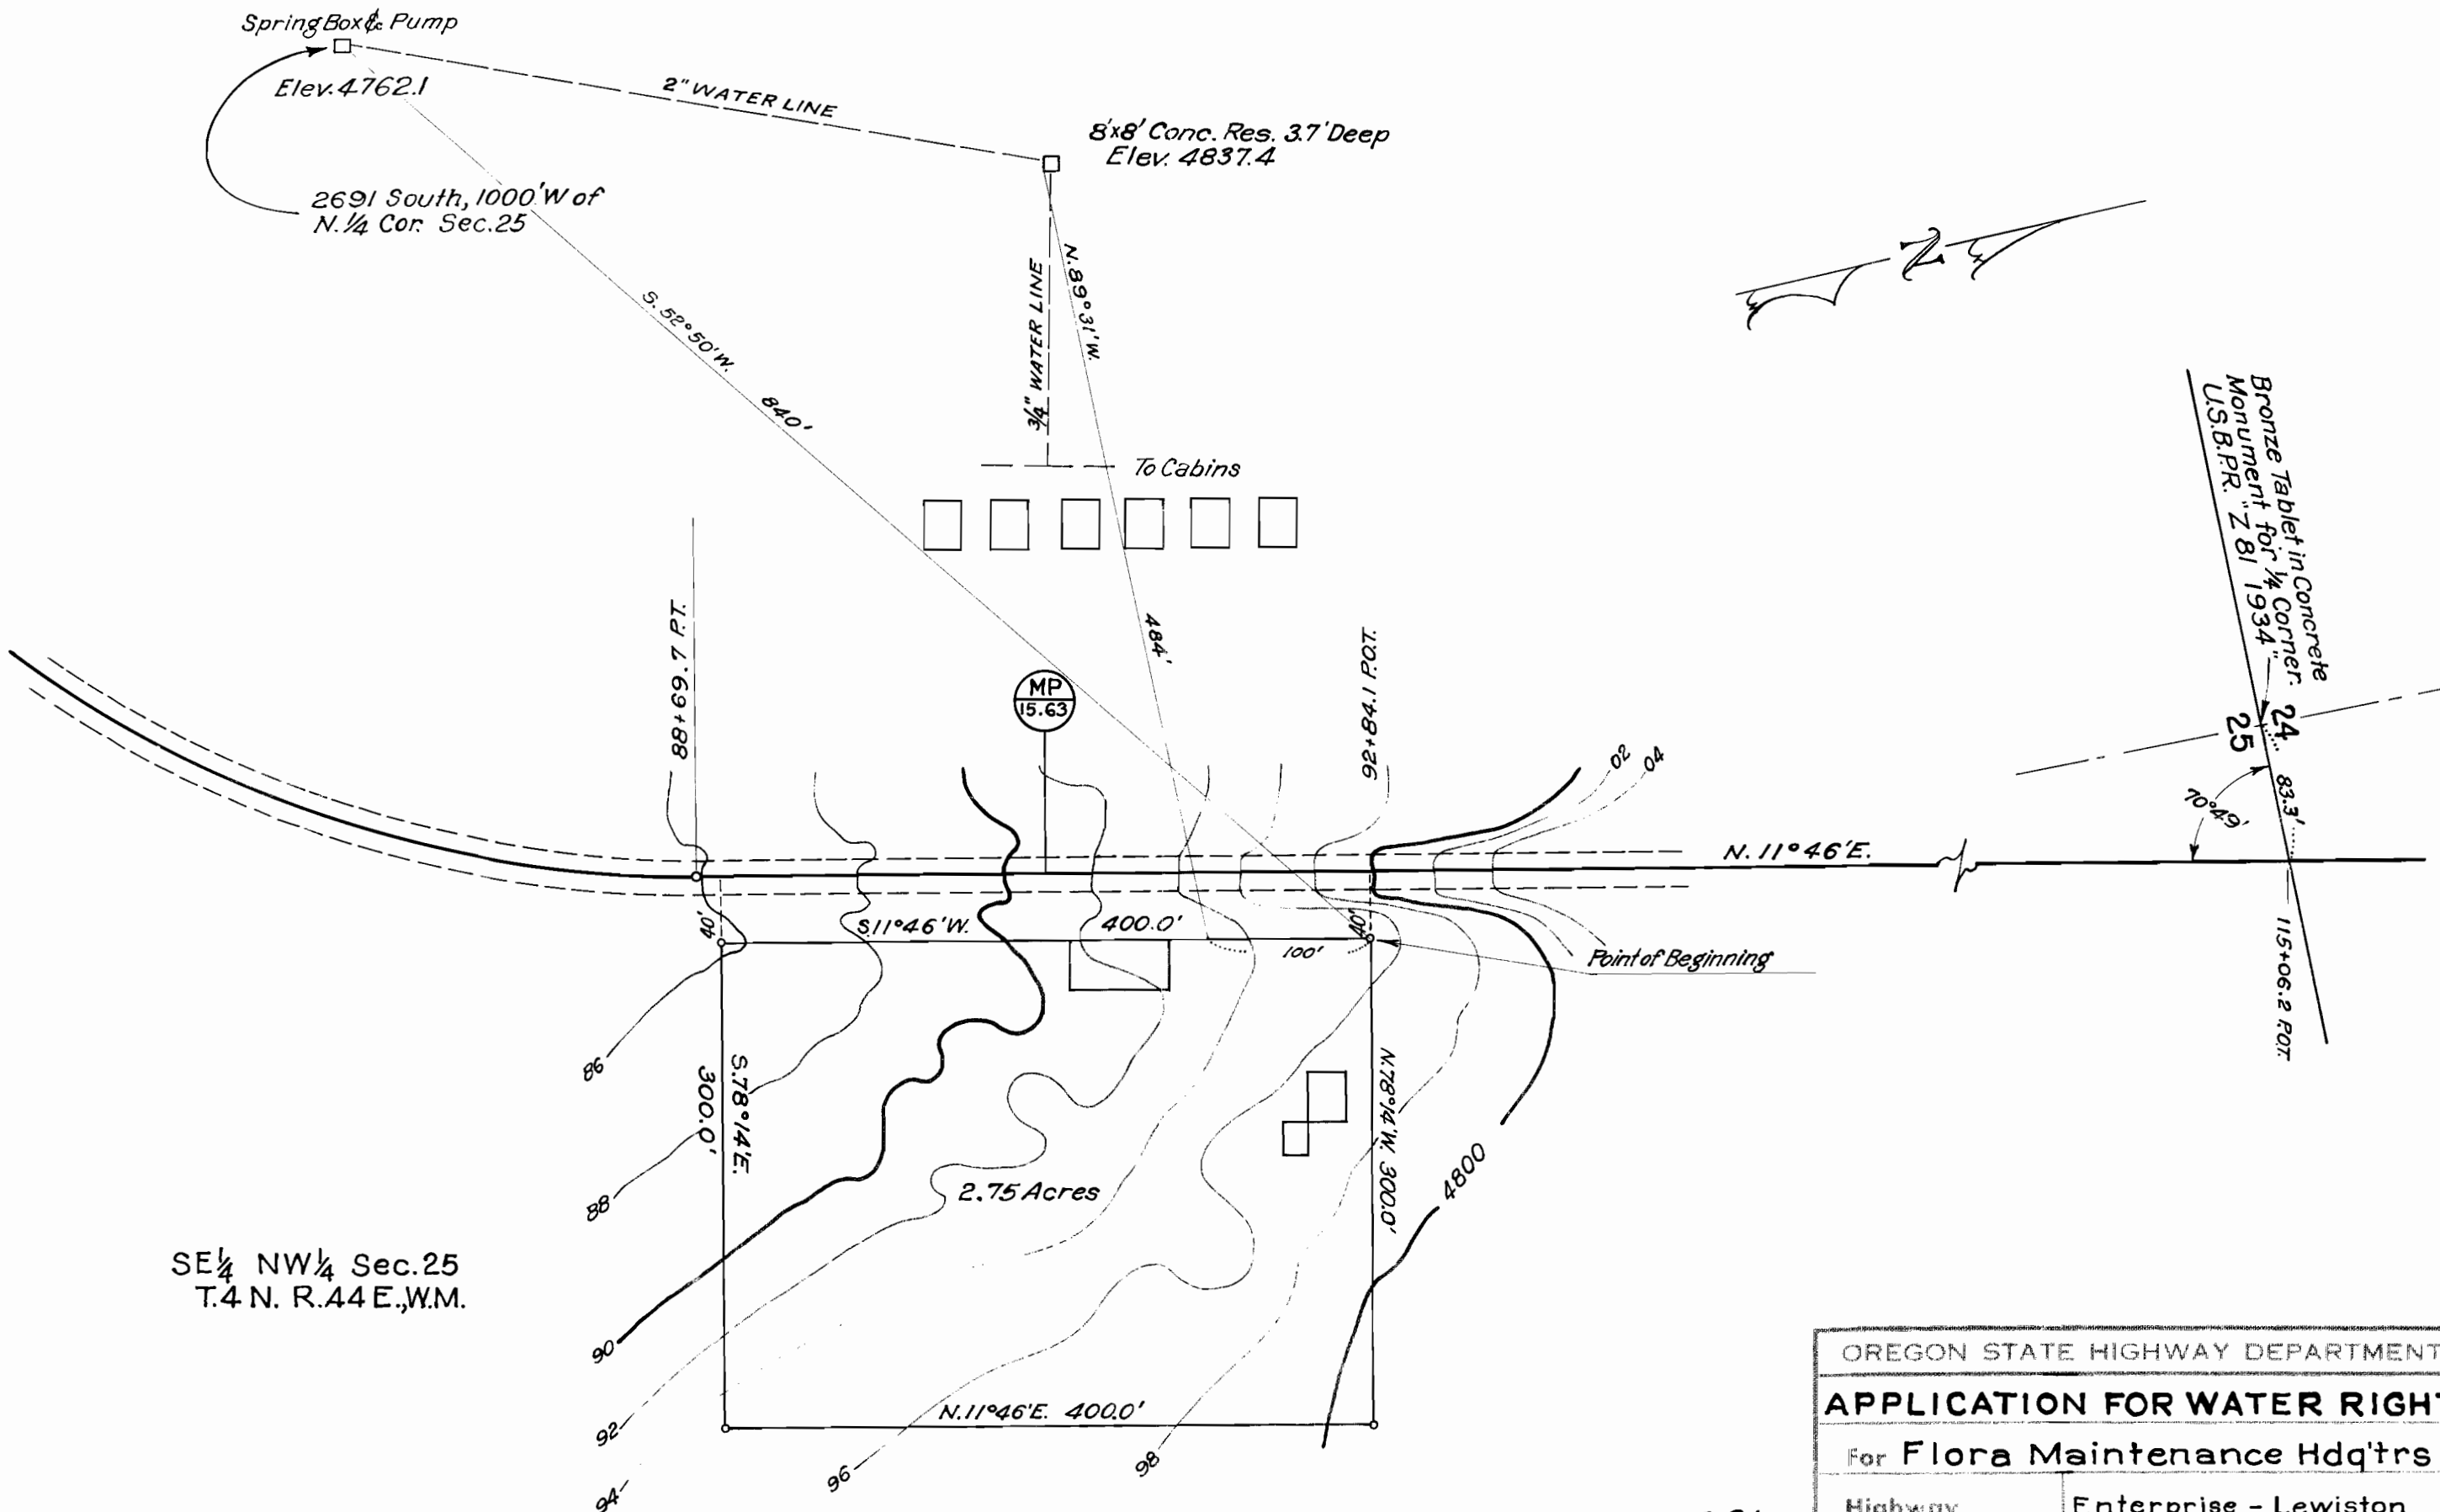 Spring Box & Pump
Elev. 4762.1
2" WATER LINE
8'x8' Conc. Res. 3.7' Deep
Elev. 4837.4
2691 South, 1000' W of
N. 1/4 Cor. Sec. 25
S. 52° 50' W. 840'
3/4" WATER LINE
N. 89° 31' W. 484'
To Cabins
N
Bronze Tablet in Concrete
Monument for 1/4 Corner.
U.S.B.P.R. "Z 81 1934"
24
25
83.3'
70°49'
115+06.2 P.O.T.
88+69.7 P.T.
MP
15.63
92+84.1 P.O.T.
02
04
N. 11° 46' E.
40'
S. 11° 46' W. 400.0'
40'
100'
Point of Beginning
S. 78° 14' E.
300.0'
N. 78° 14' W. 300.0'
2.75 Acres
4800
86
88
90
92
94
96
98
N. 11° 46' E. 400.0'
SE 1/4 NW 1/4 Sec. 25
T. 4 N. R. 44 E., W.M.
OREGON STATE HIGHWAY DEPARTMENT
APPLICATION FOR WATER RIGHT
For Flora Maintenance Hdq'trs
Highway Enterprise - Lewiston